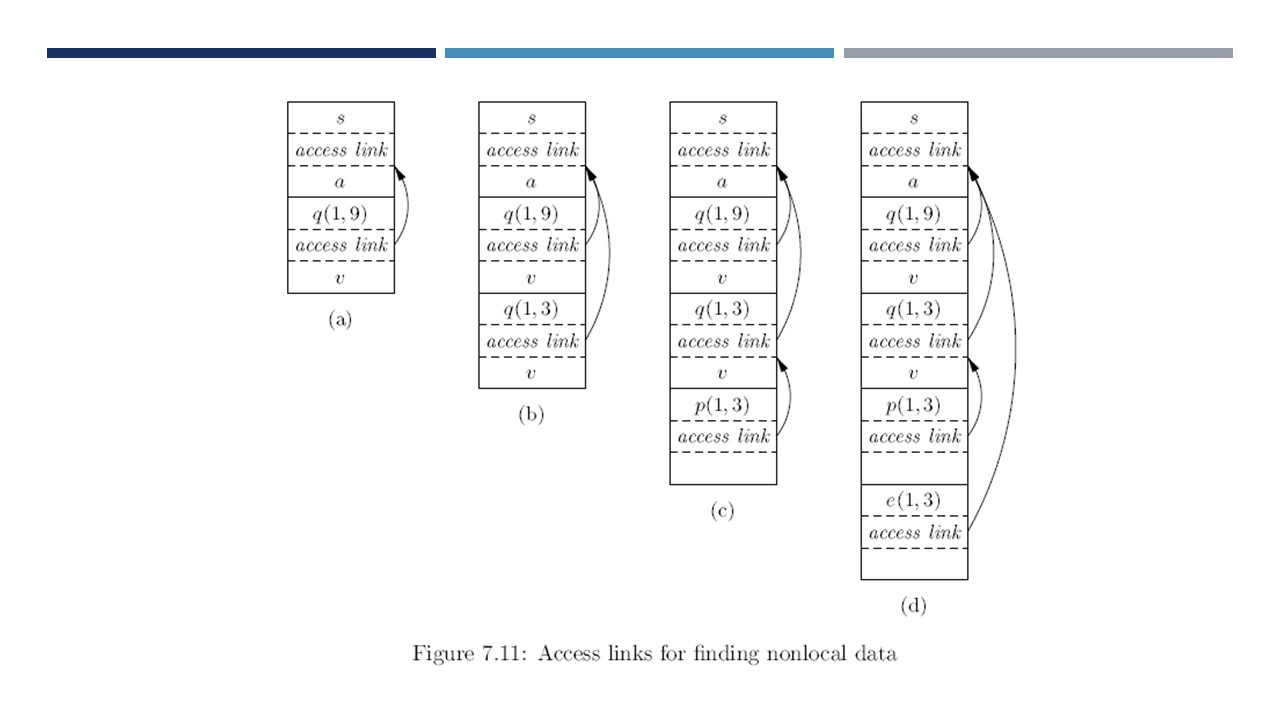 s
access link
a
q(1, 9)
access link
v
(a)
s
access link
a
q(1, 9)
access link
v
q(1, 3)
access link
v
(b)
s
access link
a
q(1, 9)
access link
v
q(1, 3)
access link
v
p(1, 3)
access link
(c)
s
access link
a
q(1, 9)
access link
v
q(1, 3)
access link
v
p(1, 3)
access link
e(1, 3)
access link
(d)
Figure 7.11: Access links for finding nonlocal data